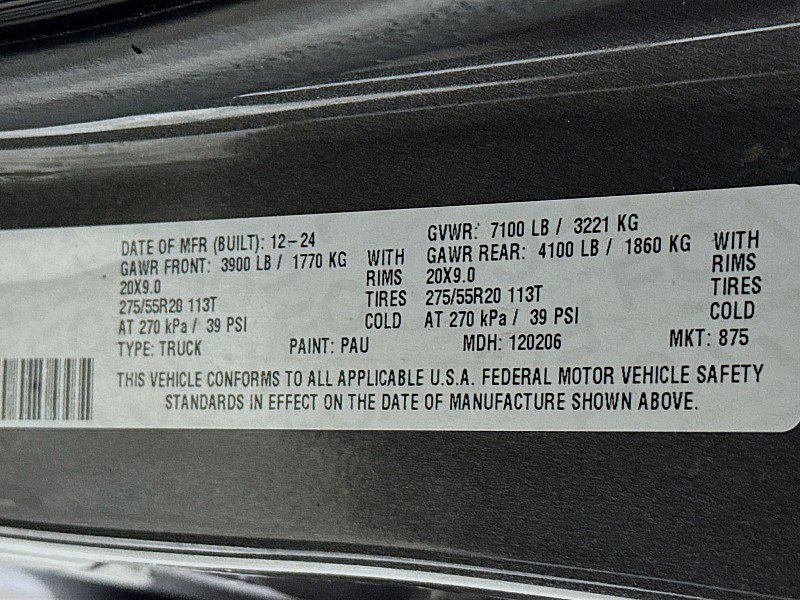 DATE OF MFR (BUILT): 12-24 GVWR: 7100 LB / 3221 KG
GAWR FRONT: 3900 LB / 1770 KG WITH GAWR REAR: 4100 LB / 1860 KG WITH
20X9.0 RIMS 20X9.0 RIMS
275/55R20 113T TIRES 275/55R20 113T TIRES
AT 270 kPa / 39 PSI COLD AT 270 kPa / 39 PSI COLD
TYPE: TRUCK PAINT: PAU MDH: 120206 MKT: 875
THIS VEHICLE CONFORMS TO ALL APPLICABLE U.S.A. FEDERAL MOTOR VEHICLE SAFETY
STANDARDS IN EFFECT ON THE DATE OF MANUFACTURE SHOWN ABOVE.